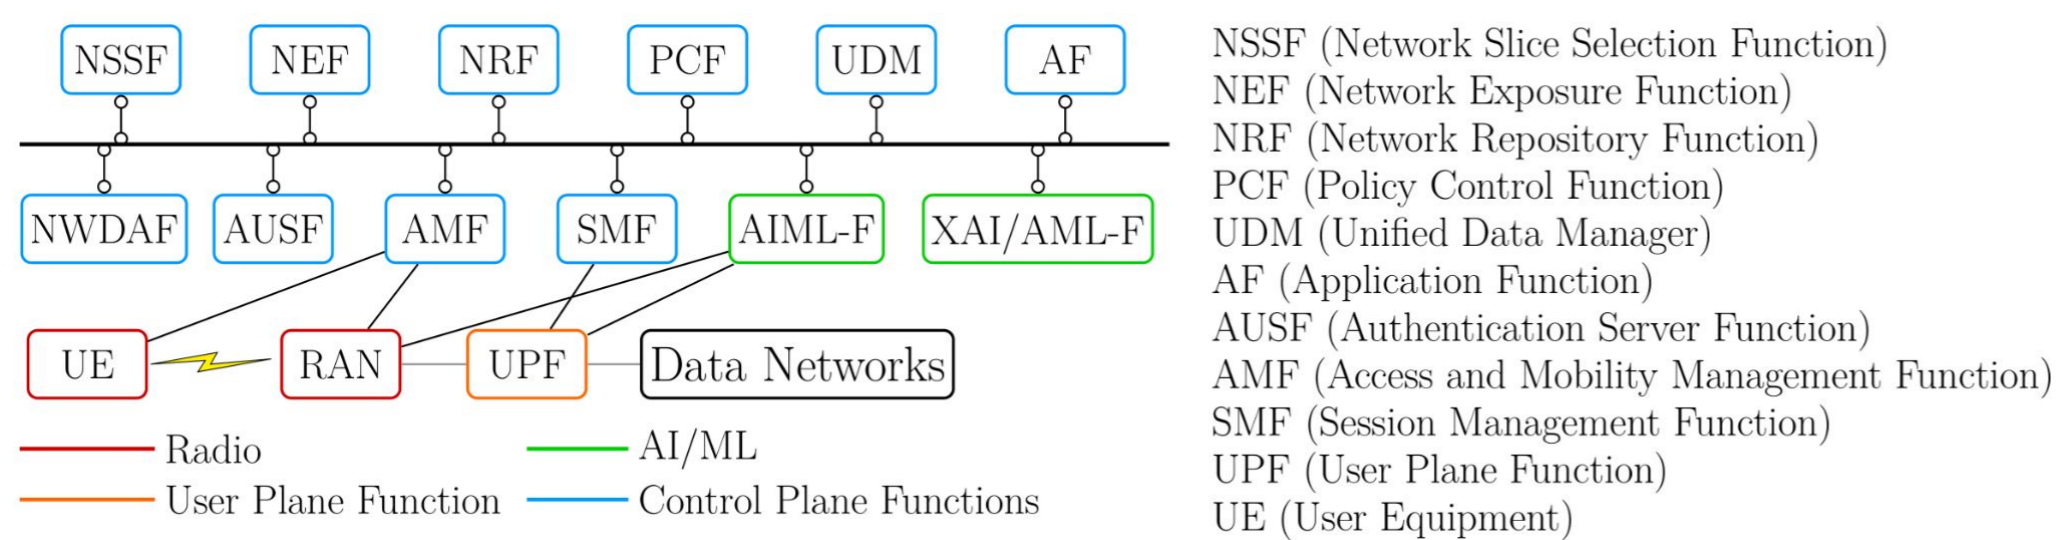 NSSF NEF NRF PCF UDM AF
NWDAF AUSF AMF SMF AIML-F XAI/AML-F
UE RAN UPF Data Networks
Radio AI/ML
User Plane Function Control Plane Functions
NSSF (Network Slice Selection Function)
NEF (Network Exposure Function)
NRF (Network Repository Function)
PCF (Policy Control Function)
UDM (Unified Data Manager)
AF (Application Function)
AUSF (Authentication Server Function)
AMF (Access and Mobility Management Function)
SMF (Session Management Function)
UPF (User Plane Function)
UE (User Equipment)